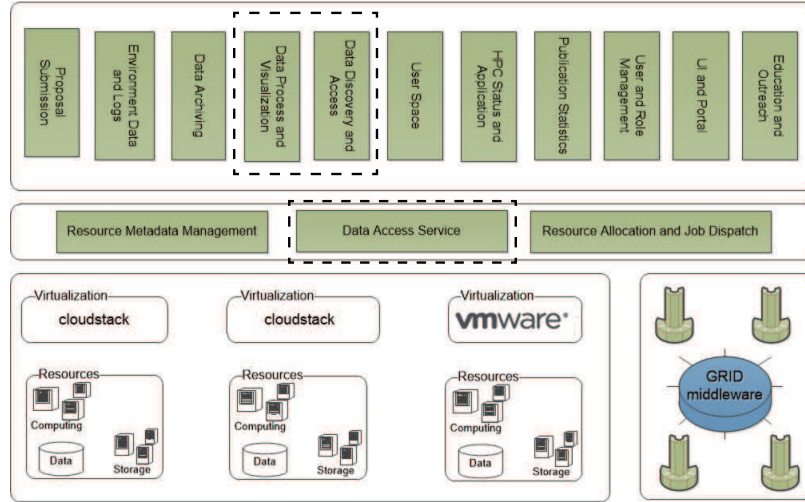 Proposal
Submission
Environment Data
and Logs
Data Archiving
Data Process and
Visualization
Data Discovery and
Access
User Space
HPC Status and
Application
Publication Statistics
User and Role
Management
UI and Portal
Education and
Outreach
Resource Metadata Management
Data Access Service
Resource Allocation and Job Dispatch
Virtualization
cloudstack
Virtualization
cloudstack
Virtualization
vmware®
Resources
Computing
Data
Storage
Resources
Computing
Data
Storage
Resources
Computing
Data
Storage
GRID
middleware